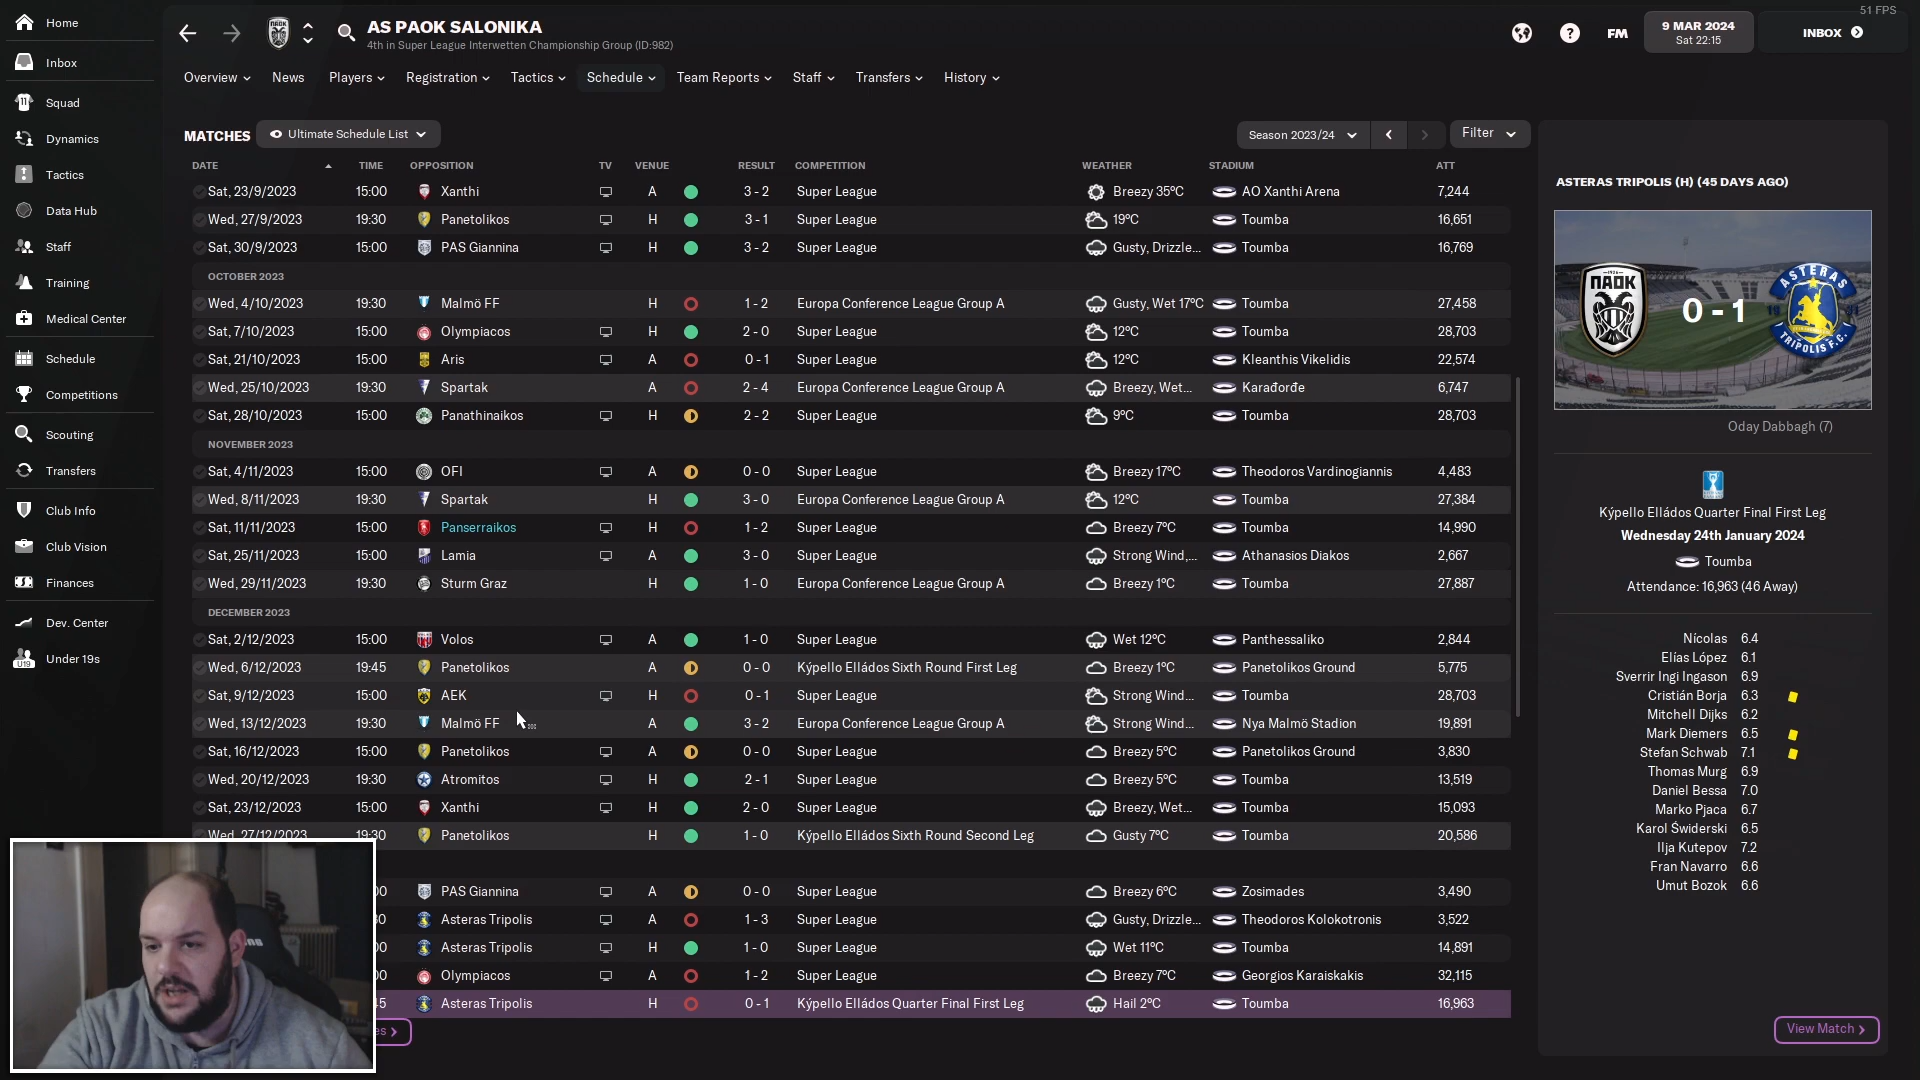 51 FPS
Home
AS PAOK SALONIKA
4th in Super League Interwetten Championship Group (ID:982)
FM
9 MAR 2024
Sat 22:15
INBOX
Inbox
Overview News Players Registration Tactics Schedule Team Reports Staff Transfers History
Squad
Dynamics
Tactics
Data Hub
Staff
Training
Medical Center
Schedule
Competitions
Scouting
Transfers
Club Info
Club Vision
Finances
Dev. Center
Under 19s
MATCHES Ultimate Schedule List Season 2023/24 Filter
DATE TIME OPPOSITION TV VENUE RESULT COMPETITION WEATHER STADIUM ATT
Sat, 23/9/2023 15:00 Xanthi A 3 - 2 Super League Breezy 35ºC AO Xanthi Arena 7,244
Wed, 27/9/2023 19:30 Panetolikos H 3 - 1 Super League 19ºC Toumba 16,651
Sat, 30/9/2023 15:00 PAS Giannina H 3 - 2 Super League Gusty, Drizzle... Toumba 16,769
OCTOBER 2023
Wed, 4/10/2023 19:30 Malmö FF H 1 - 2 Europa Conference League Group A Gusty, Wet 17ºC Toumba 27,458
Sat, 7/10/2023 15:00 Olympiacos H 2 - 0 Super League 12ºC Toumba 28,703
Sat, 21/10/2023 15:00 Aris A 0 - 1 Super League 12ºC Kleanthis Vikelidis 22,574
Wed, 25/10/2023 19:30 Spartak A 2 - 4 Europa Conference League Group A Breezy, Wet... Karađorđe 6,747
Sat, 28/10/2023 15:00 Panathinaikos H 2 - 2 Super League 9ºC Toumba 28,703
NOVEMBER 2023
Sat, 4/11/2023 15:00 OFI A 0 - 0 Super League Breezy 17ºC Theodoros Vardinogiannis 4,483
Wed, 8/11/2023 19:30 Spartak H 3 - 0 Europa Conference League Group A 12ºC Toumba 27,384
Sat, 11/11/2023 15:00 Panserraikos H 1 - 2 Super League Breezy 7ºC Toumba 14,990
Sat, 25/11/2023 15:00 Lamia A 3 - 0 Super League Strong Wind,... Athanasios Diakos 2,667
Wed, 29/11/2023 19:30 Sturm Graz H 1 - 0 Europa Conference League Group A Breezy 1ºC Toumba 27,887
DECEMBER 2023
Sat, 2/12/2023 15:00 Volos A 1 - 0 Super League Wet 12ºC Panthessaliko 2,844
Wed, 6/12/2023 19:45 Panetolikos A 0 - 0 Kýpello Elládos Sixth Round First Leg Breezy 1ºC Panetolikos Ground 5,775
Sat, 9/12/2023 15:00 AEK H 0 - 1 Super League Strong Wind... Toumba 28,703
Wed, 13/12/2023 19:30 Malmö FF A 3 - 2 Europa Conference League Group A Strong Wind... Nya Malmö Stadion 19,891
Sat, 16/12/2023 15:00 Panetolikos A 0 - 0 Super League Breezy 5ºC Panetolikos Ground 3,830
Wed, 20/12/2023 19:30 Atromitos H 2 - 1 Super League Breezy 5ºC Toumba 13,519
Sat, 23/12/2023 15:00 Xanthi H 2 - 0 Super League Breezy, Wet... Toumba 15,093
Wed, 27/12/2023 19:30 Panetolikos H 1 - 0 Kýpello Elládos Sixth Round Second Leg Gusty 7ºC Toumba 20,586
PAS Giannina A 0 - 0 Super League Breezy 6ºC Zosimades 3,490
Asteras Tripolis A 1 - 3 Super League Gusty, Drizzle... Theodoros Kolokotronis 3,522
Asteras Tripolis H 1 - 0 Super League Wet 11ºC Toumba 14,891
Olympiacos A 1 - 2 Super League Breezy 7ºC Georgios Karaiskakis 32,115
Asteras Tripolis H 0 - 1 Kýpello Elládos Quarter Final First Leg Hail 2ºC Toumba 16,963
ASTERAS TRIPOLIS (H) (45 DAYS AGO)
ΠΑΟΚ
0 - 1
ASTERAS
TRIPOLIS F.C.
Oday Dabbagh (7)
Kýpello Elládos Quarter Final First Leg
Wednesday 24th January 2024
Toumba
Attendance: 16,963 (46 Away)
Nícolas 6.4
Elías López 6.1
Sverrir Ingi Ingason 6.9
Cristián Borja 6.3
Mitchell Dijks 6.2
Mark Diemers 6.5
Stefan Schwab 7.1
Thomas Murg 6.9
Daniel Bessa 7.0
Marko Pjaca 6.7
Karol Świderski 6.5
Ilja Kutepov 7.2
Fran Navarro 6.6
Umut Bozok 6.6
View Match